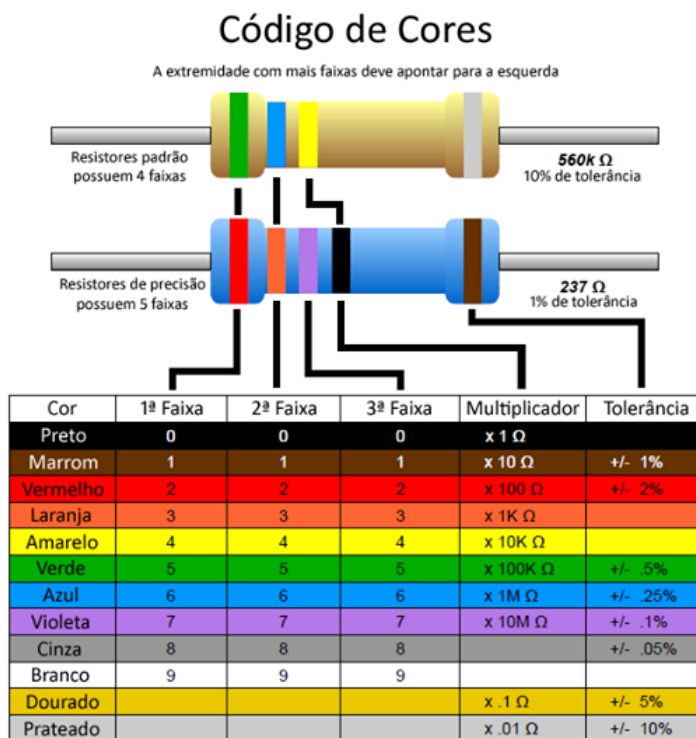 Código de Cores
A extremidade com mais faixas deve apontar para a esquerda
Resistores padrão
possuem 4 faixas
560k Ω
10% de tolerância
Resistores de precisão
possuem 5 faixas
237 Ω
1% de tolerância
Cor 1ª Faixa 2ª Faixa 3ª Faixa Multiplicador Tolerância
Preto 0 0 0 x 1 Ω
Marrom 1 1 1 x 10 Ω +/- 1%
Vermelho 2 2 2 x 100 Ω +/- 2%
Laranja 3 3 3 x 1K Ω
Amarelo 4 4 4 x 10K Ω
Verde 5 5 5 x 100K Ω +/- .5%
Azul 6 6 6 x 1M Ω +/- .25%
Violeta 7 7 7 x 10M Ω +/- .1%
Cinza 8 8 8 +/- .05%
Branco 9 9 9
Dourado x .1 Ω +/- 5%
Prateado x .01 Ω +/- 10%